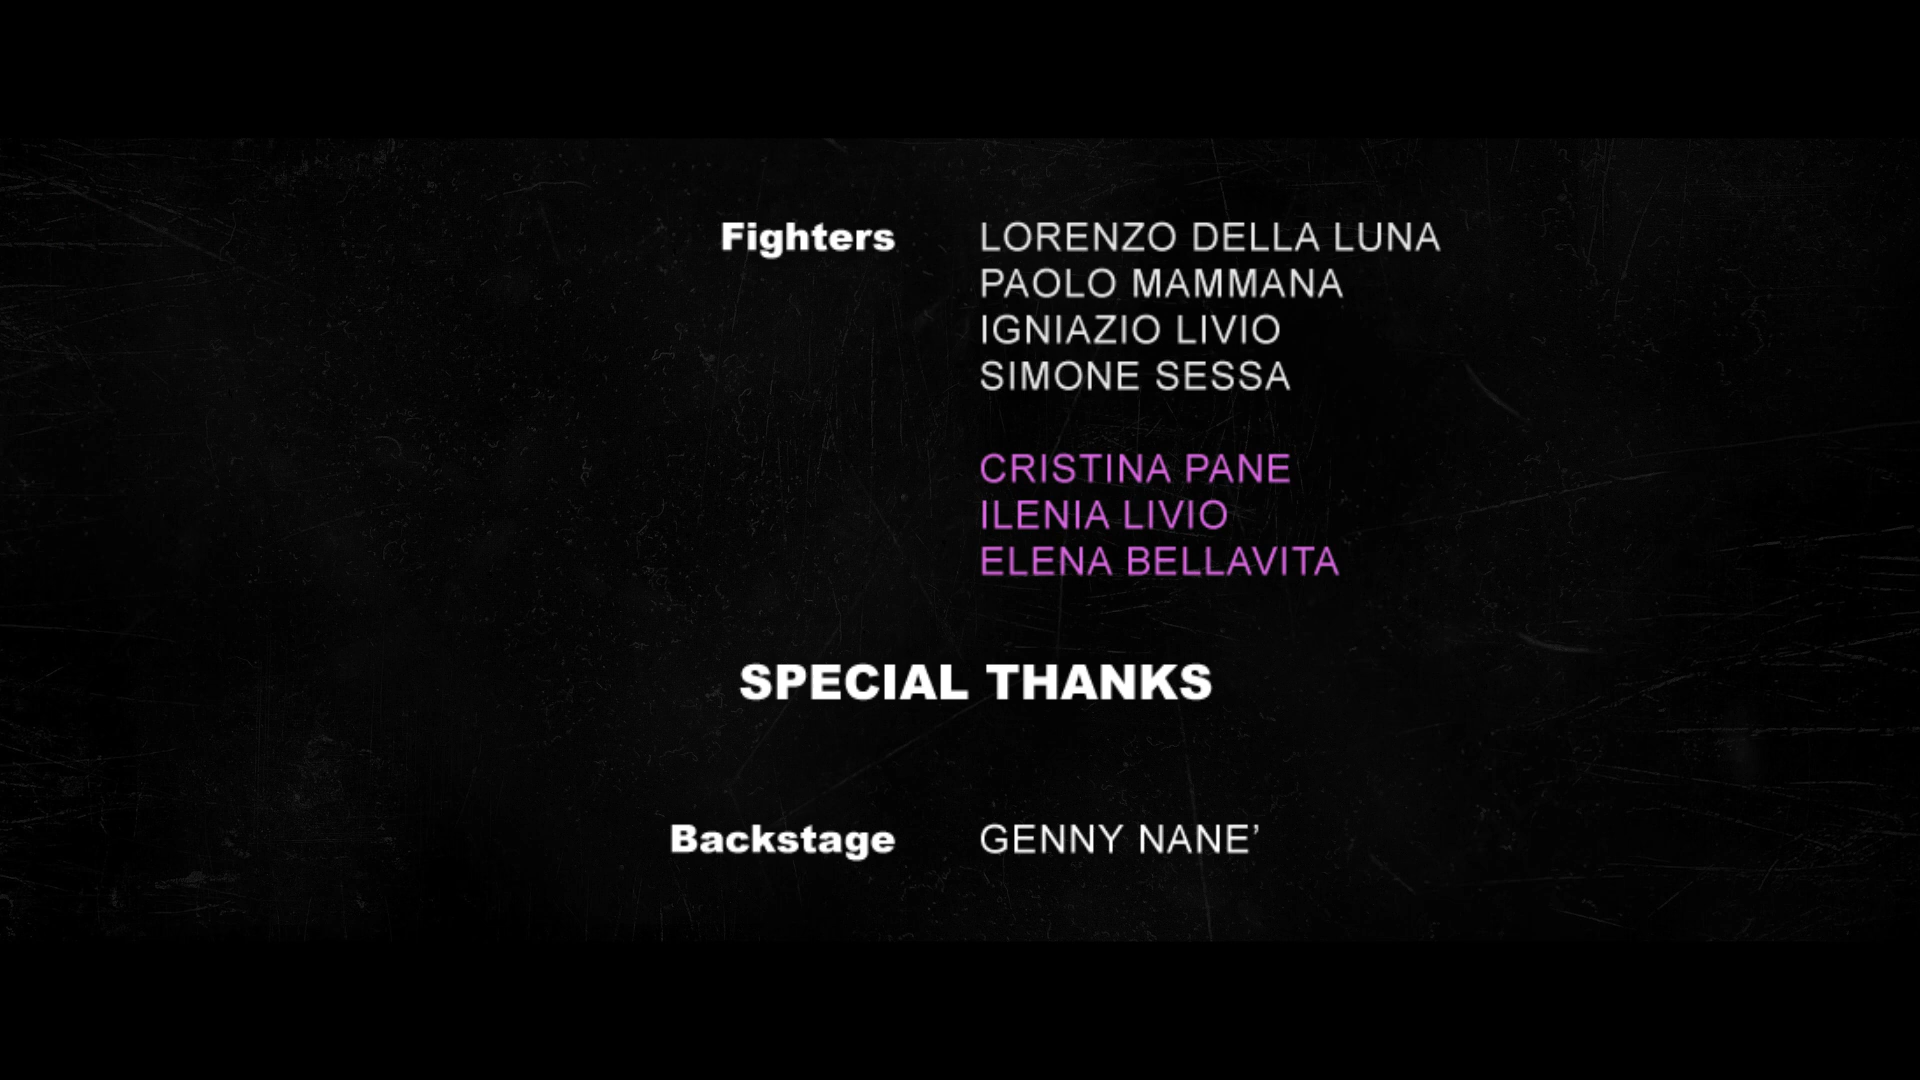 Fighters LORENZO DELLA LUNA
PAOLO MAMMANA
IGNIAZIO LIVIO
SIMONE SESSA
CRISTINA PANE
ILENIA LIVIO
ELENA BELLAVITA
SPECIAL THANKS
Backstage GENNY NANE’